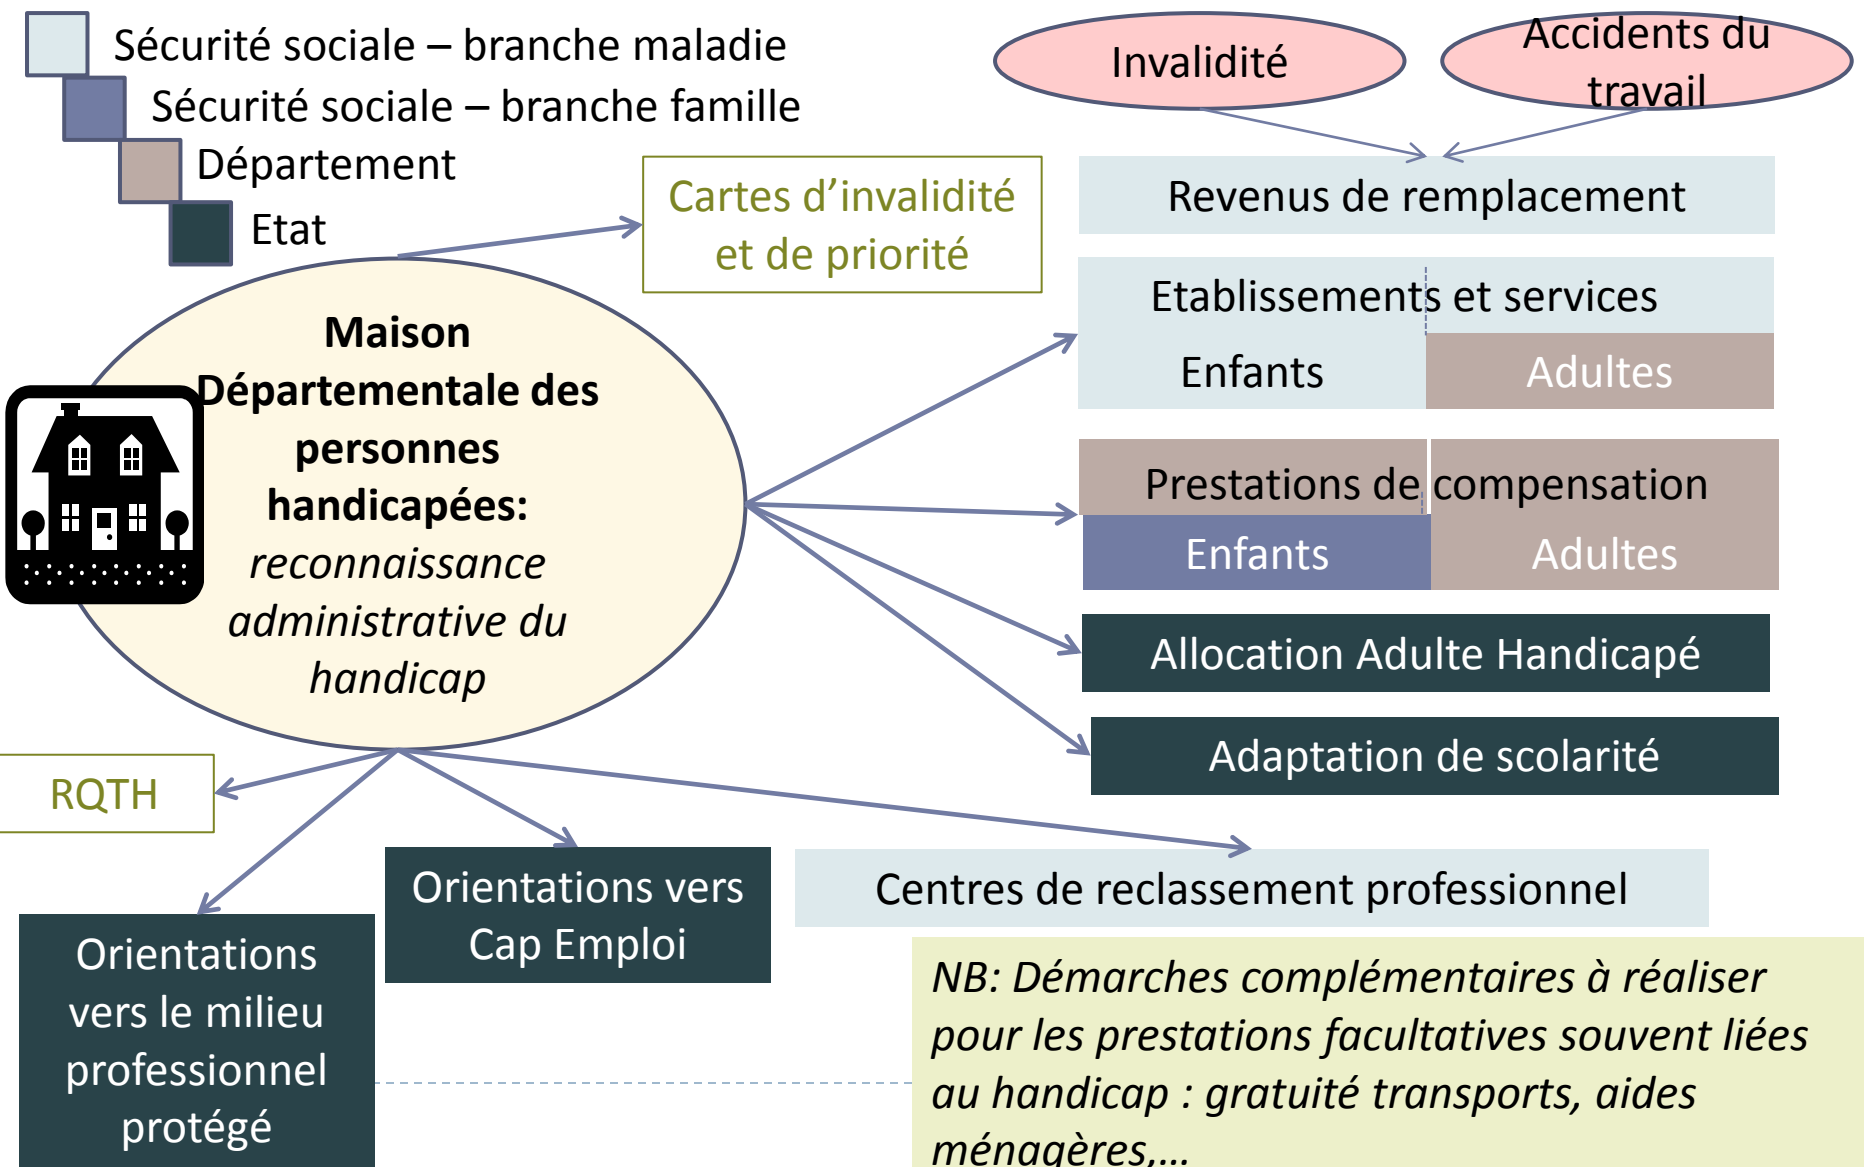 Sécurité sociale – branche maladie
Sécurité sociale – branche famille
Département
Etat
Invalidité
Accidents du
travail
Cartes d’invalidité
et de priorité
Revenus de remplacement
Etablissements et services
Enfants
Adultes
Maison
Départementale des
personnes
handicapées:
reconnaissance
administrative du
handicap
Prestations de compensation
Enfants
Adultes
Allocation Adulte Handicapé
Adaptation de scolarité
RQTH
Orientations vers
Cap Emploi
Centres de reclassement professionnel
Orientations
vers le milieu
professionnel
protégé
NB: Démarches complémentaires à réaliser
pour les prestations facultatives souvent liées
au handicap : gratuité transports, aides
ménagères,…